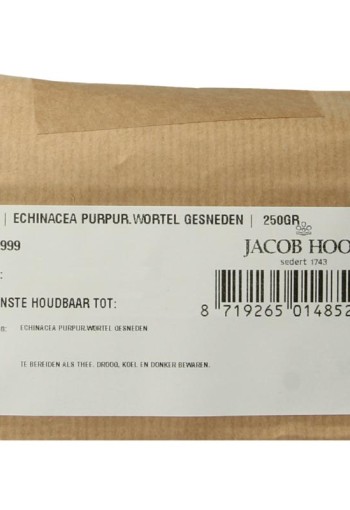 | ECHINACEA PURPUR.WORTEL GESNEDEN | 250GR
999
JACOB HOO
sedert 1743
:
NSTE HOUDBAAR TOT:
8 719265 01485
n: ECHINACEA PURPUR.WORTEL GESNEDEN
TE BEREIDEN ALS THEE. DROOG, KOEL EN DONKER BEWAREN.